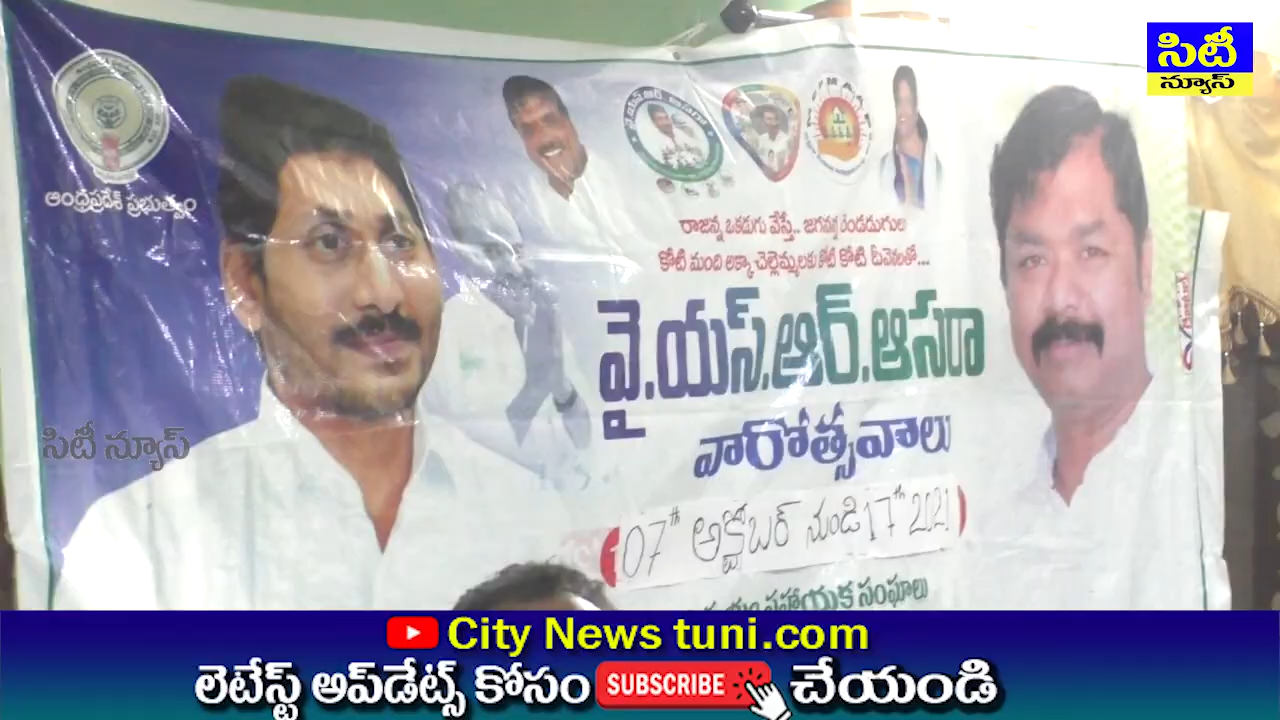 సిటీ
న్యూస్
ఆంధ్రప్రదేశ్ ప్రభుత్వం
రాజన్న ఒకడుగు వేస్తే.. జగనన్న రెండడుగులు
కోటి మంది అక్కా చెల్లెమ్మలకు కోటి కోటి దీవెనలతో...
వై.యస్.ఆర్.ఆసరా
వారోత్సవాలు
సిటీ న్యూస్
07th అక్టోబర్ నుండి 17th 2021
సహాయక సంఘాలు
City News tuni.com
లెటేస్ట్ అప్‌డేట్స్ కోసం SUBSCRIBE చేయండి